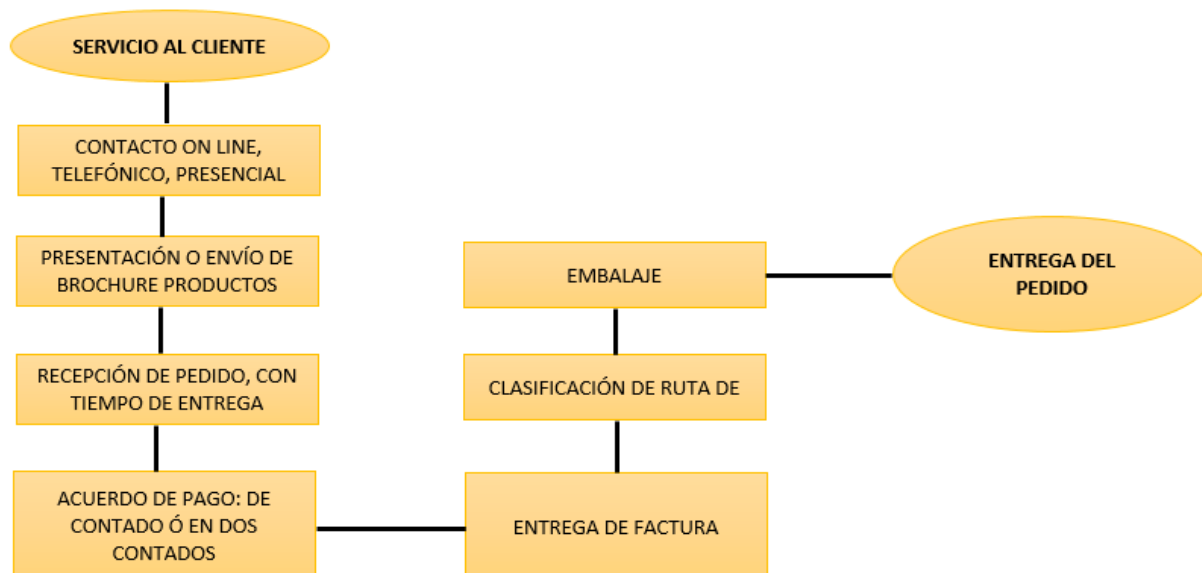 SERVICIO AL CLIENTE
CONTACTO ON LINE,
TELEFÓNICO, PRESENCIAL
PRESENTACIÓN O ENVÍO DE
BROCHURE PRODUCTOS
RECEPCIÓN DE PEDIDO, CON
TIEMPO DE ENTREGA
ACUERDO DE PAGO: DE
CONTADO Ó EN DOS
CONTADOS
ENTREGA DE FACTURA
CLASIFICACIÓN DE RUTA DE
EMBALAJE
ENTREGA DEL
PEDIDO